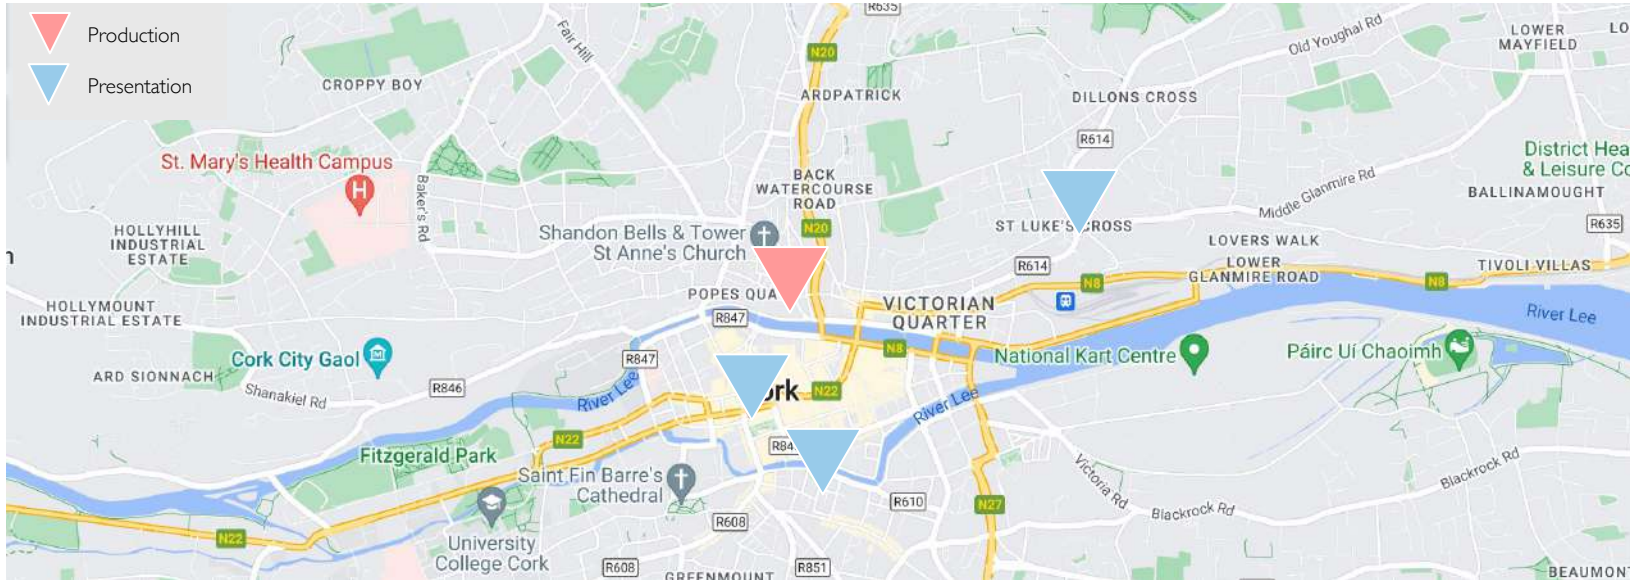 Production
Presentation
R635
Fair Hill
N20
Old Youghal Rd
LOWER
MAYFIELD
LO
CROPPY BOY
ARDPATRICK
DILLONS CROSS
R614
St. Mary's Health Campus
H
Baker's Rd
BACK
WATERCOURSE
ROAD
District Hea
& Leisure Co
BALLINAMOUGHT
Middle Glanmire Rd
HOLLYHILL
INDUSTRIAL
ESTATE
Shandon Bells & Tower
St Anne's Church
N20
ST LUKE'S CROSS
R635
LOVERS WALK
n
R614
LOWER
GLANMIRE ROAD
TIVOLI VILLAS
N8
N8
POPES QUA
HOLLYMOUNT
INDUSTRIAL ESTATE
R847
VICTORIAN
QUARTER
River Lee
Cork City Gaol
R847
N8
National Kart Centre
Páirc Uí Chaoimh
ARD SIONNACH
Shanakiel Rd
R846
River Lee
ork
N22
River Lee
N22
R84
Fitzgerald Park
Saint Fin Barre's
Cathedral
Victoria Rd
Blackrock Rd
R610
N27
Blackrock Rd
N22
R608
University
College Cork
R608
R851
GREENMOUNT
BEAUMONT